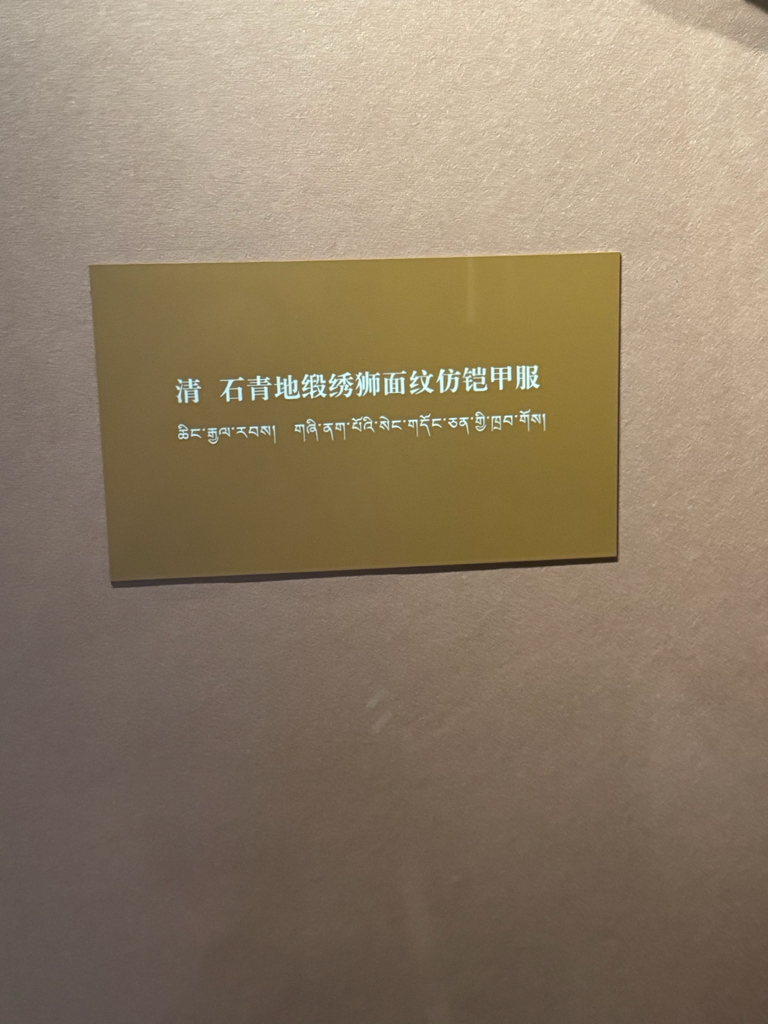 清 石青地缎绣狮面纹仿铠甲服
ཆིང་རྒྱལ་རབས། གཞི་ནག་པོའི་སེང་གདོང་ཅན་གྱི་ཁྲབ་གོས།